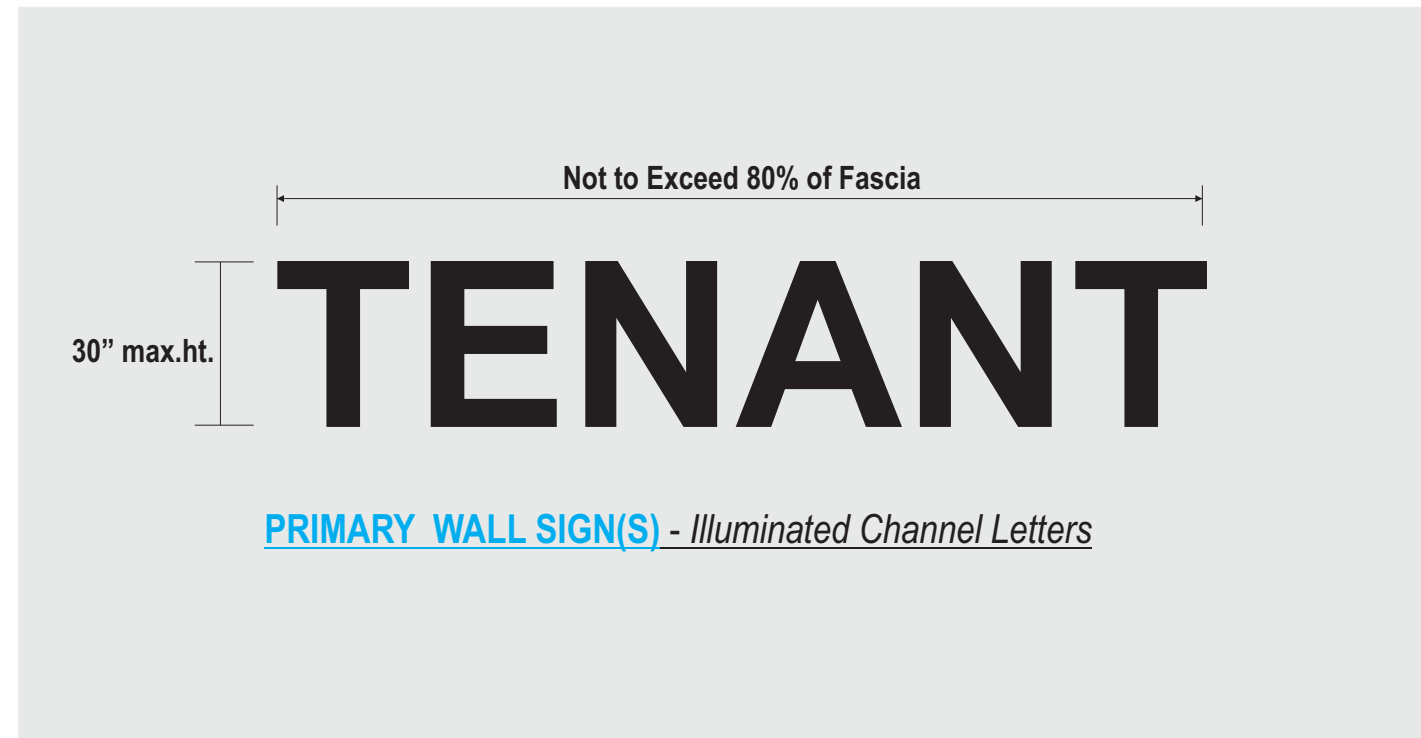 Not to Exceed 80% of Fascia
TENANT
30” max.ht.
PRIMARY WALL SIGN(S) - Illuminated Channel Letters